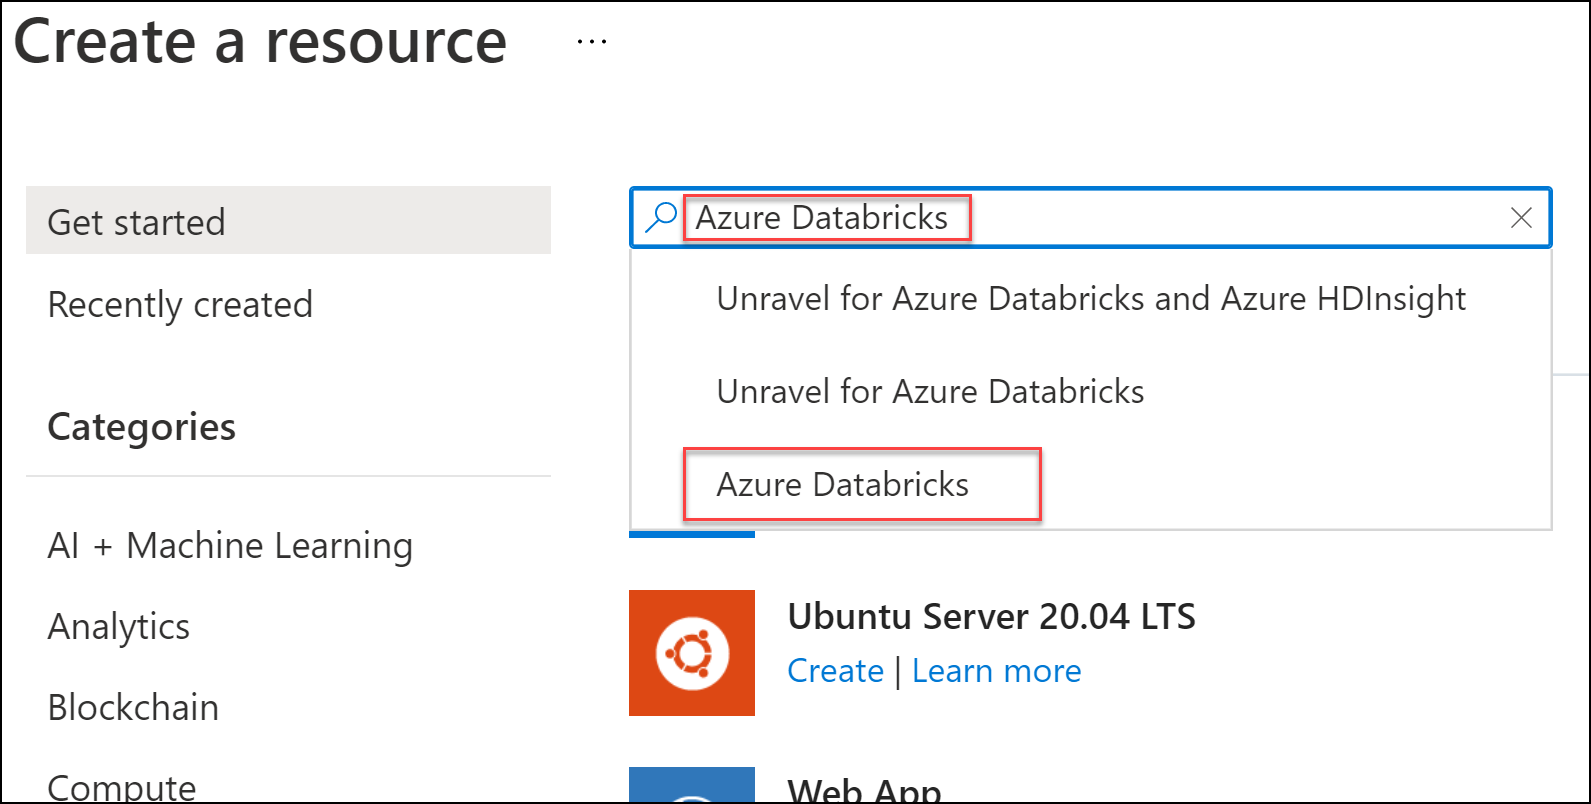 Create a resource ...
Get started
Recently created
Categories
AI + Machine Learning
Analytics
Blockchain
Compute
Azure Databricks
Unravel for Azure Databricks and Azure HDInsight
Unravel for Azure Databricks
Azure Databricks
Ubuntu Server 20.04 LTS
Create | Learn more
Web App